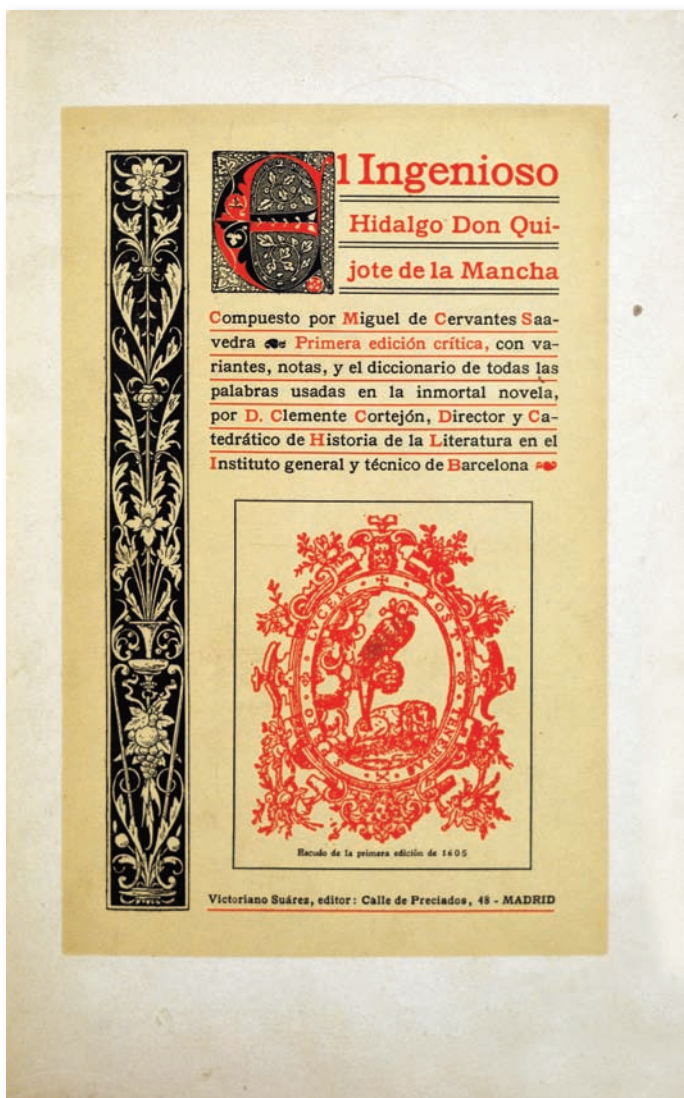 El Ingenioso
Hidalgo Don Qui-
jote de la Mancha
Compuesto por Miguel de Cervantes Saa-
vedra Primera edición crítica, con va-
riantes, notas, y el diccionario de todas las
palabras usadas en la inmortal novela,
por D. Clemente Cortejón, Director y Ca-
tedrático de Historia de la Literatura en el
Instituto general y técnico de Barcelona
POST
LVCEM
Escudo de la primera edición de 1605
Victoriano Suárez, editor: Calle de Preciados, 48 - MADRID